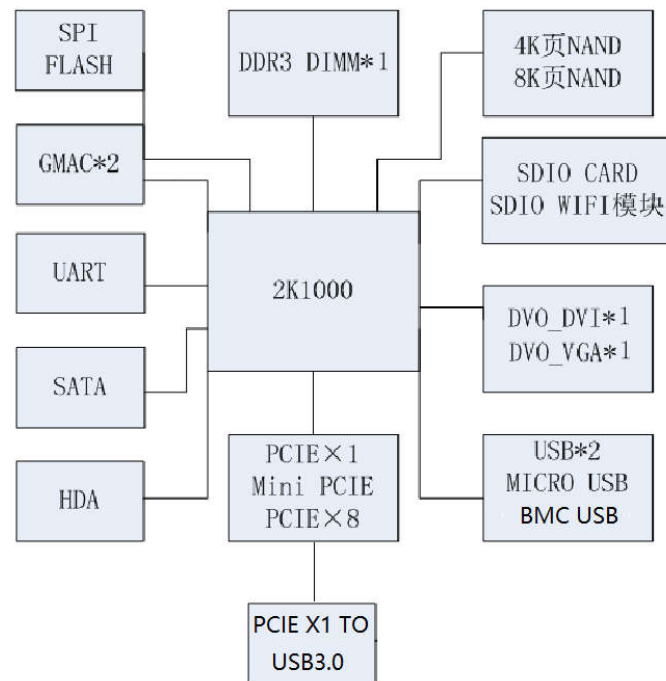 SPI
FLASH
DDR3 DIMM*1
4K页NAND
8K页NAND
GMAC*2
SDIO CARD
SDIO WIFI模块
UART
2K1000
DVO_DVI*1
DVO_VGA*1
SATA
PCIE×1
Mini PCIE
PCIE×8
USB*2
MICRO USB
BMC USB
HDA
PCIE X1 TO
USB3.0